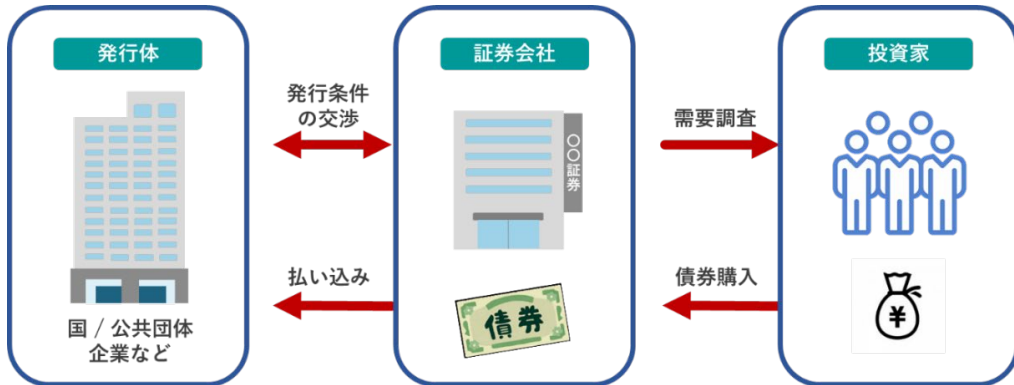 発行体
証券会社
投資家
発行条件
の交渉
需要調査
〇〇証券
払い込み
債券購入
債券
¥
国 / 公共団体
企業など